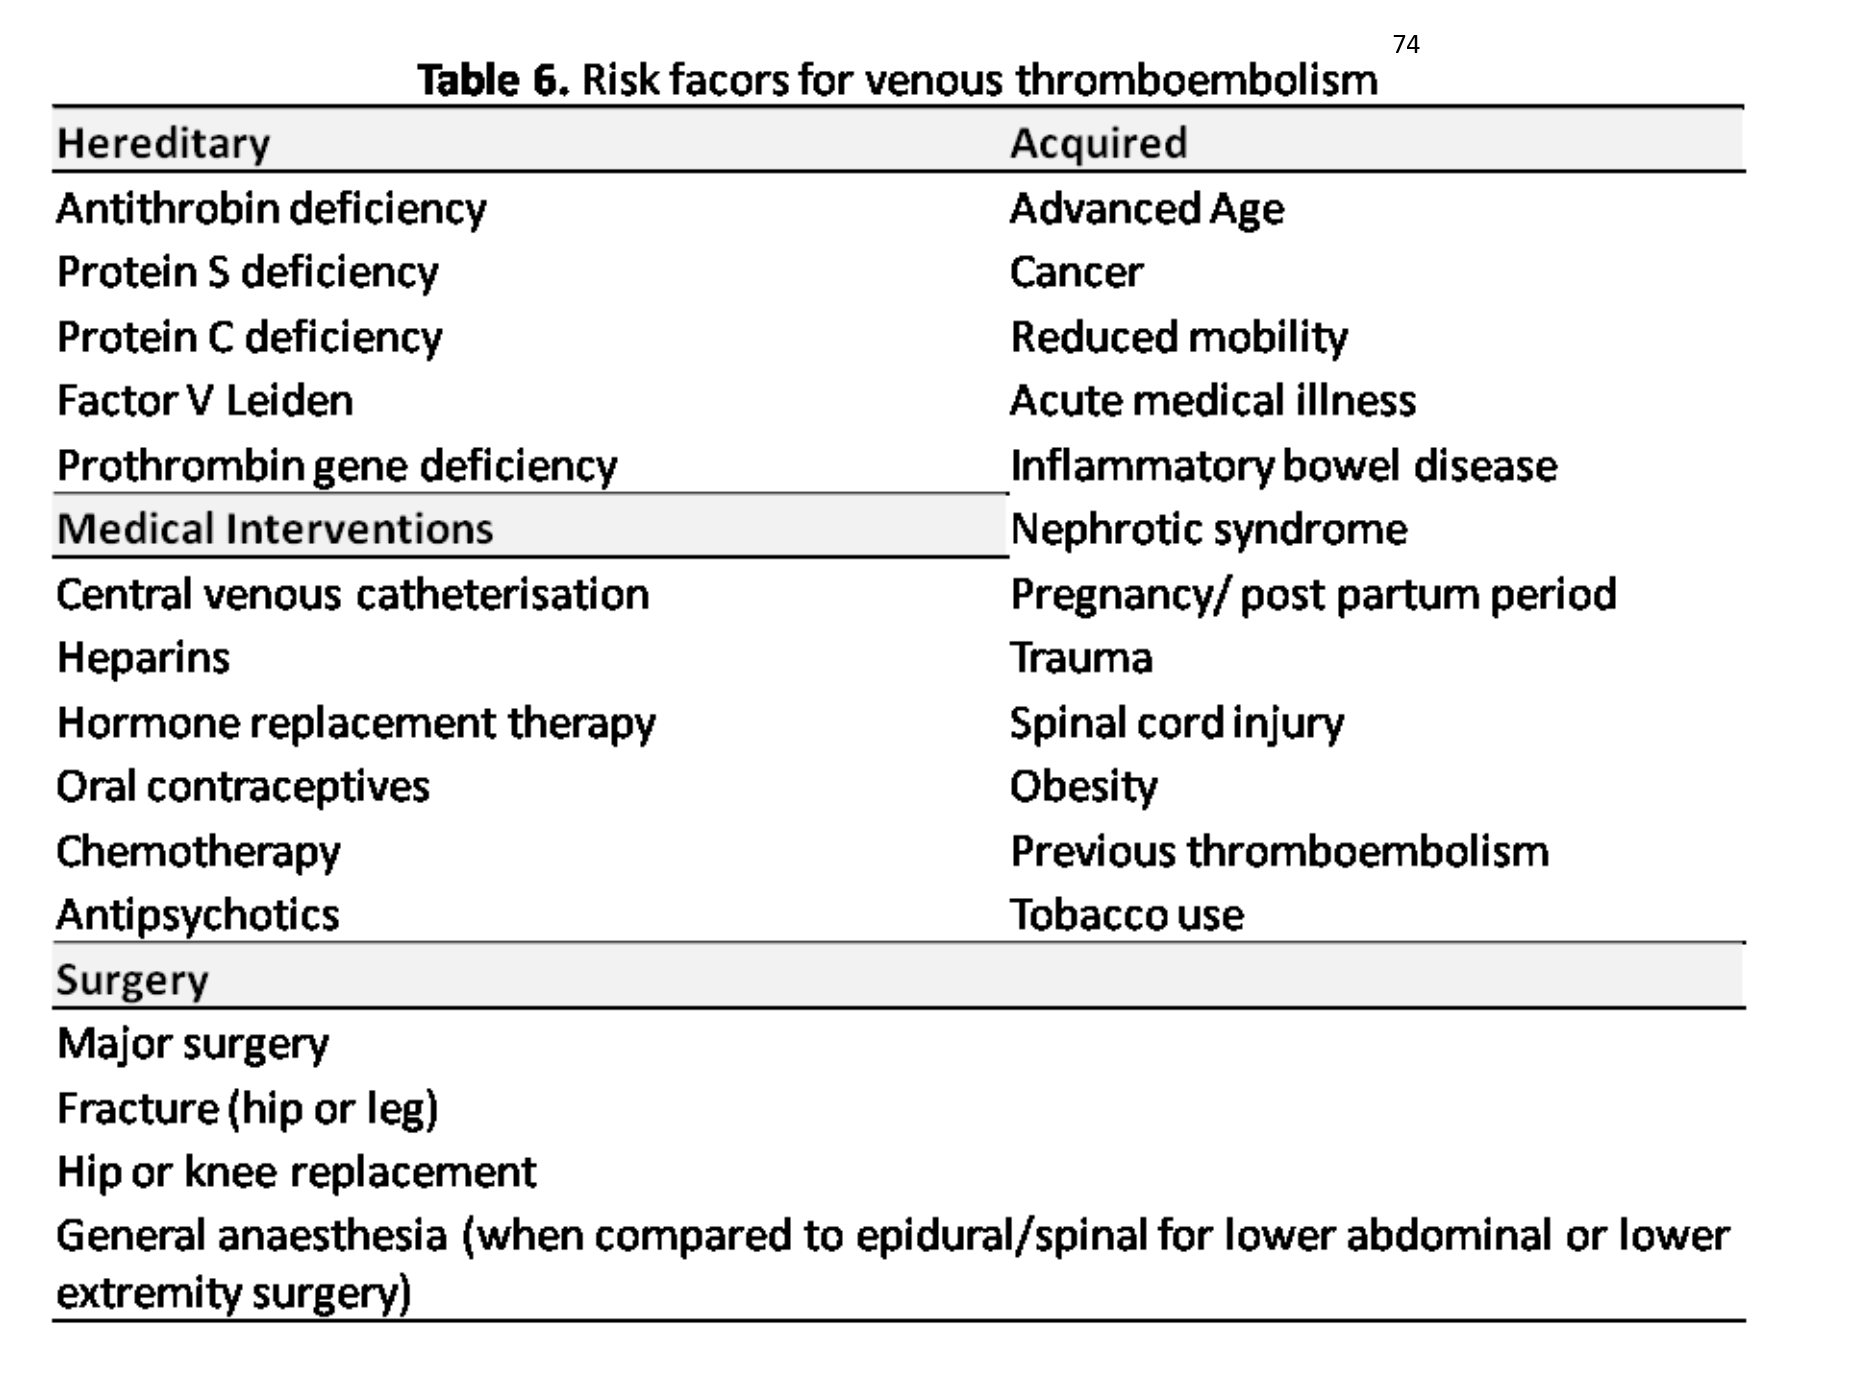 74
Table 6. Risk facors for venous thromboembolism
Hereditary
Antithrobin deficiency
Protein S deficiency
Protein C deficiency
Factor V Leiden
Prothrombin gene deficiency
Medical Interventions
Central venous catheterisation
Heparins
Hormone replacement therapy
Oral contraceptives
Chemotherapy
Antipsychotics
Acquired
Advanced Age
Cancer
Reduced mobility
Acute medical illness
Inflammatory bowel disease
Nephrotic syndrome
Pregnancy/ post partum period
Trauma
Spinal cord injury
Obesity
Previous thromboembolism
Tobacco use
Surgery
Major surgery
Fracture (hip or leg)
Hip or knee replacement
General anaesthesia (when compared to epidural/spinal for lower abdominal or lower
extremity surgery)